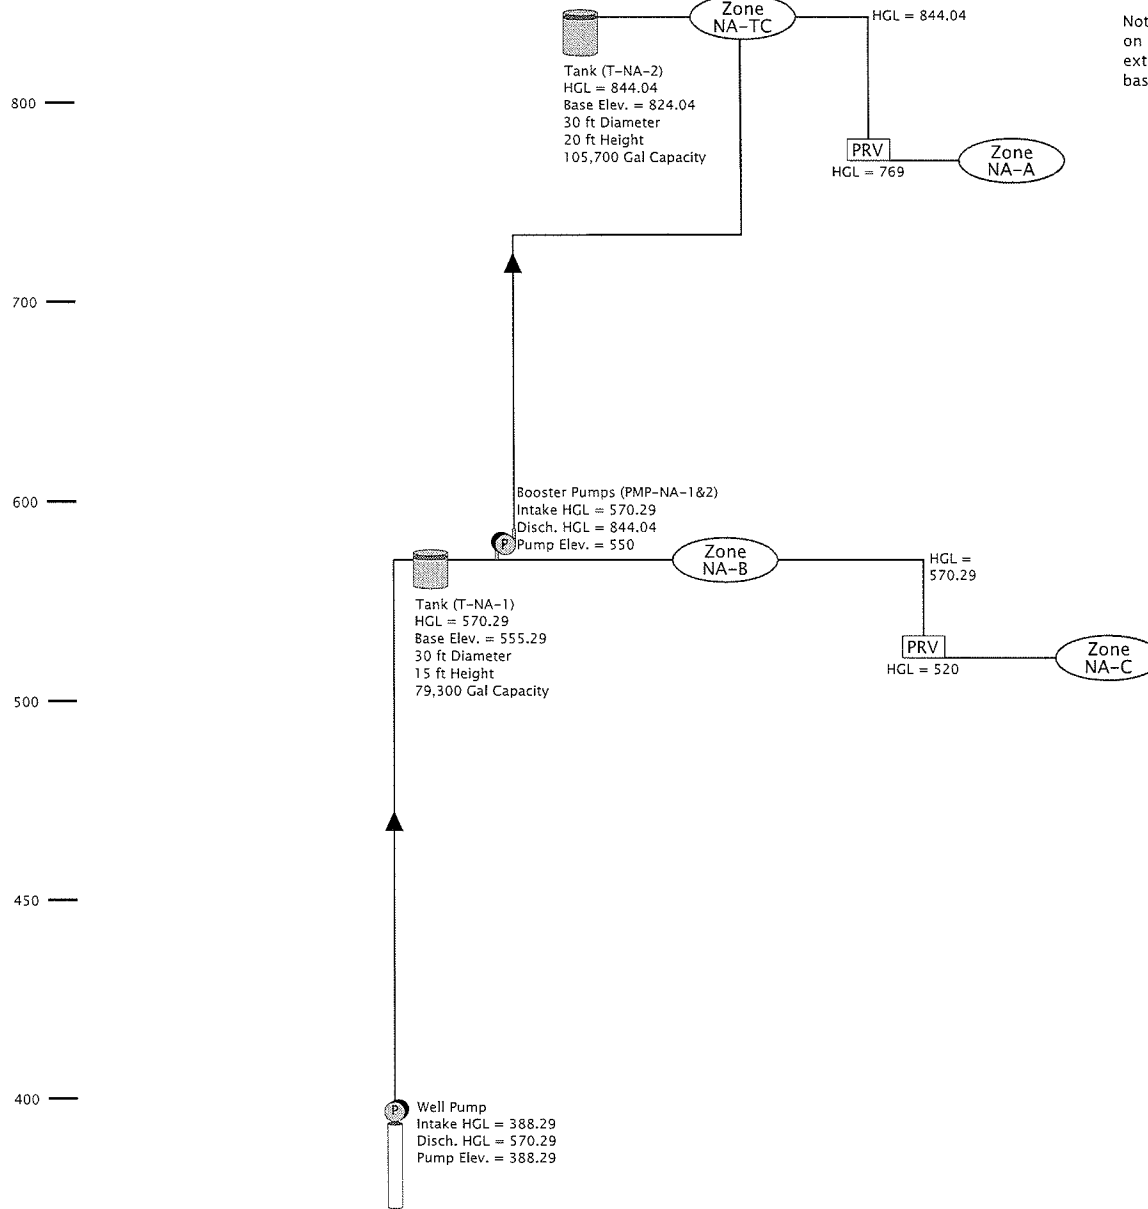 Zone
NA-TC
HGL = 844.04
Not
on
ext
bas
Tank (T-NA-2)
HGL = 844.04
Base Elev. = 824.04
30 ft Diameter
20 ft Height
105,700 Gal Capacity
800
PRV
HGL = 769
Zone
NA-A
700
600
Booster Pumps (PMP-NA-1&2)
Intake HGL = 570.29
Disch. HGL = 844.04
Pump Elev. = 550
P
Zone
NA-B
HGL =
570.29
Tank (T-NA-1)
HGL = 570.29
Base Elev. = 555.29
30 ft Diameter
15 ft Height
79,300 Gal Capacity
PRV
HGL = 520
Zone
NA-C
500
450
400
P
Well Pump
Intake HGL = 388.29
Disch. HGL = 570.29
Pump Elev. = 388.29